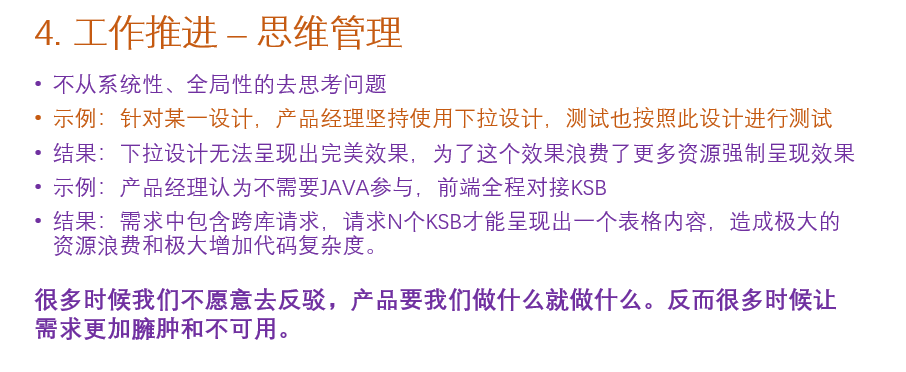 4. 工作推进 – 思维管理
• 不从系统性、全局性的去思考问题
• 示例：针对某一设计，产品经理坚持使用下拉设计，测试也按照此设计进行测试
• 结果：下拉设计无法呈现出完美效果，为了这个效果浪费了更多资源强制呈现效果
• 示例：产品经理认为不需要JAVA参与，前端全程对接KSB
• 结果：需求中包含跨库请求，请求N个KSB才能呈现出一个表格内容，造成极大的
资源浪费和极大增加代码复杂度。
很多时候我们不愿意去反驳，产品要我们做什么就做什么。反而很多时候让
需求更加臃肿和不可用。